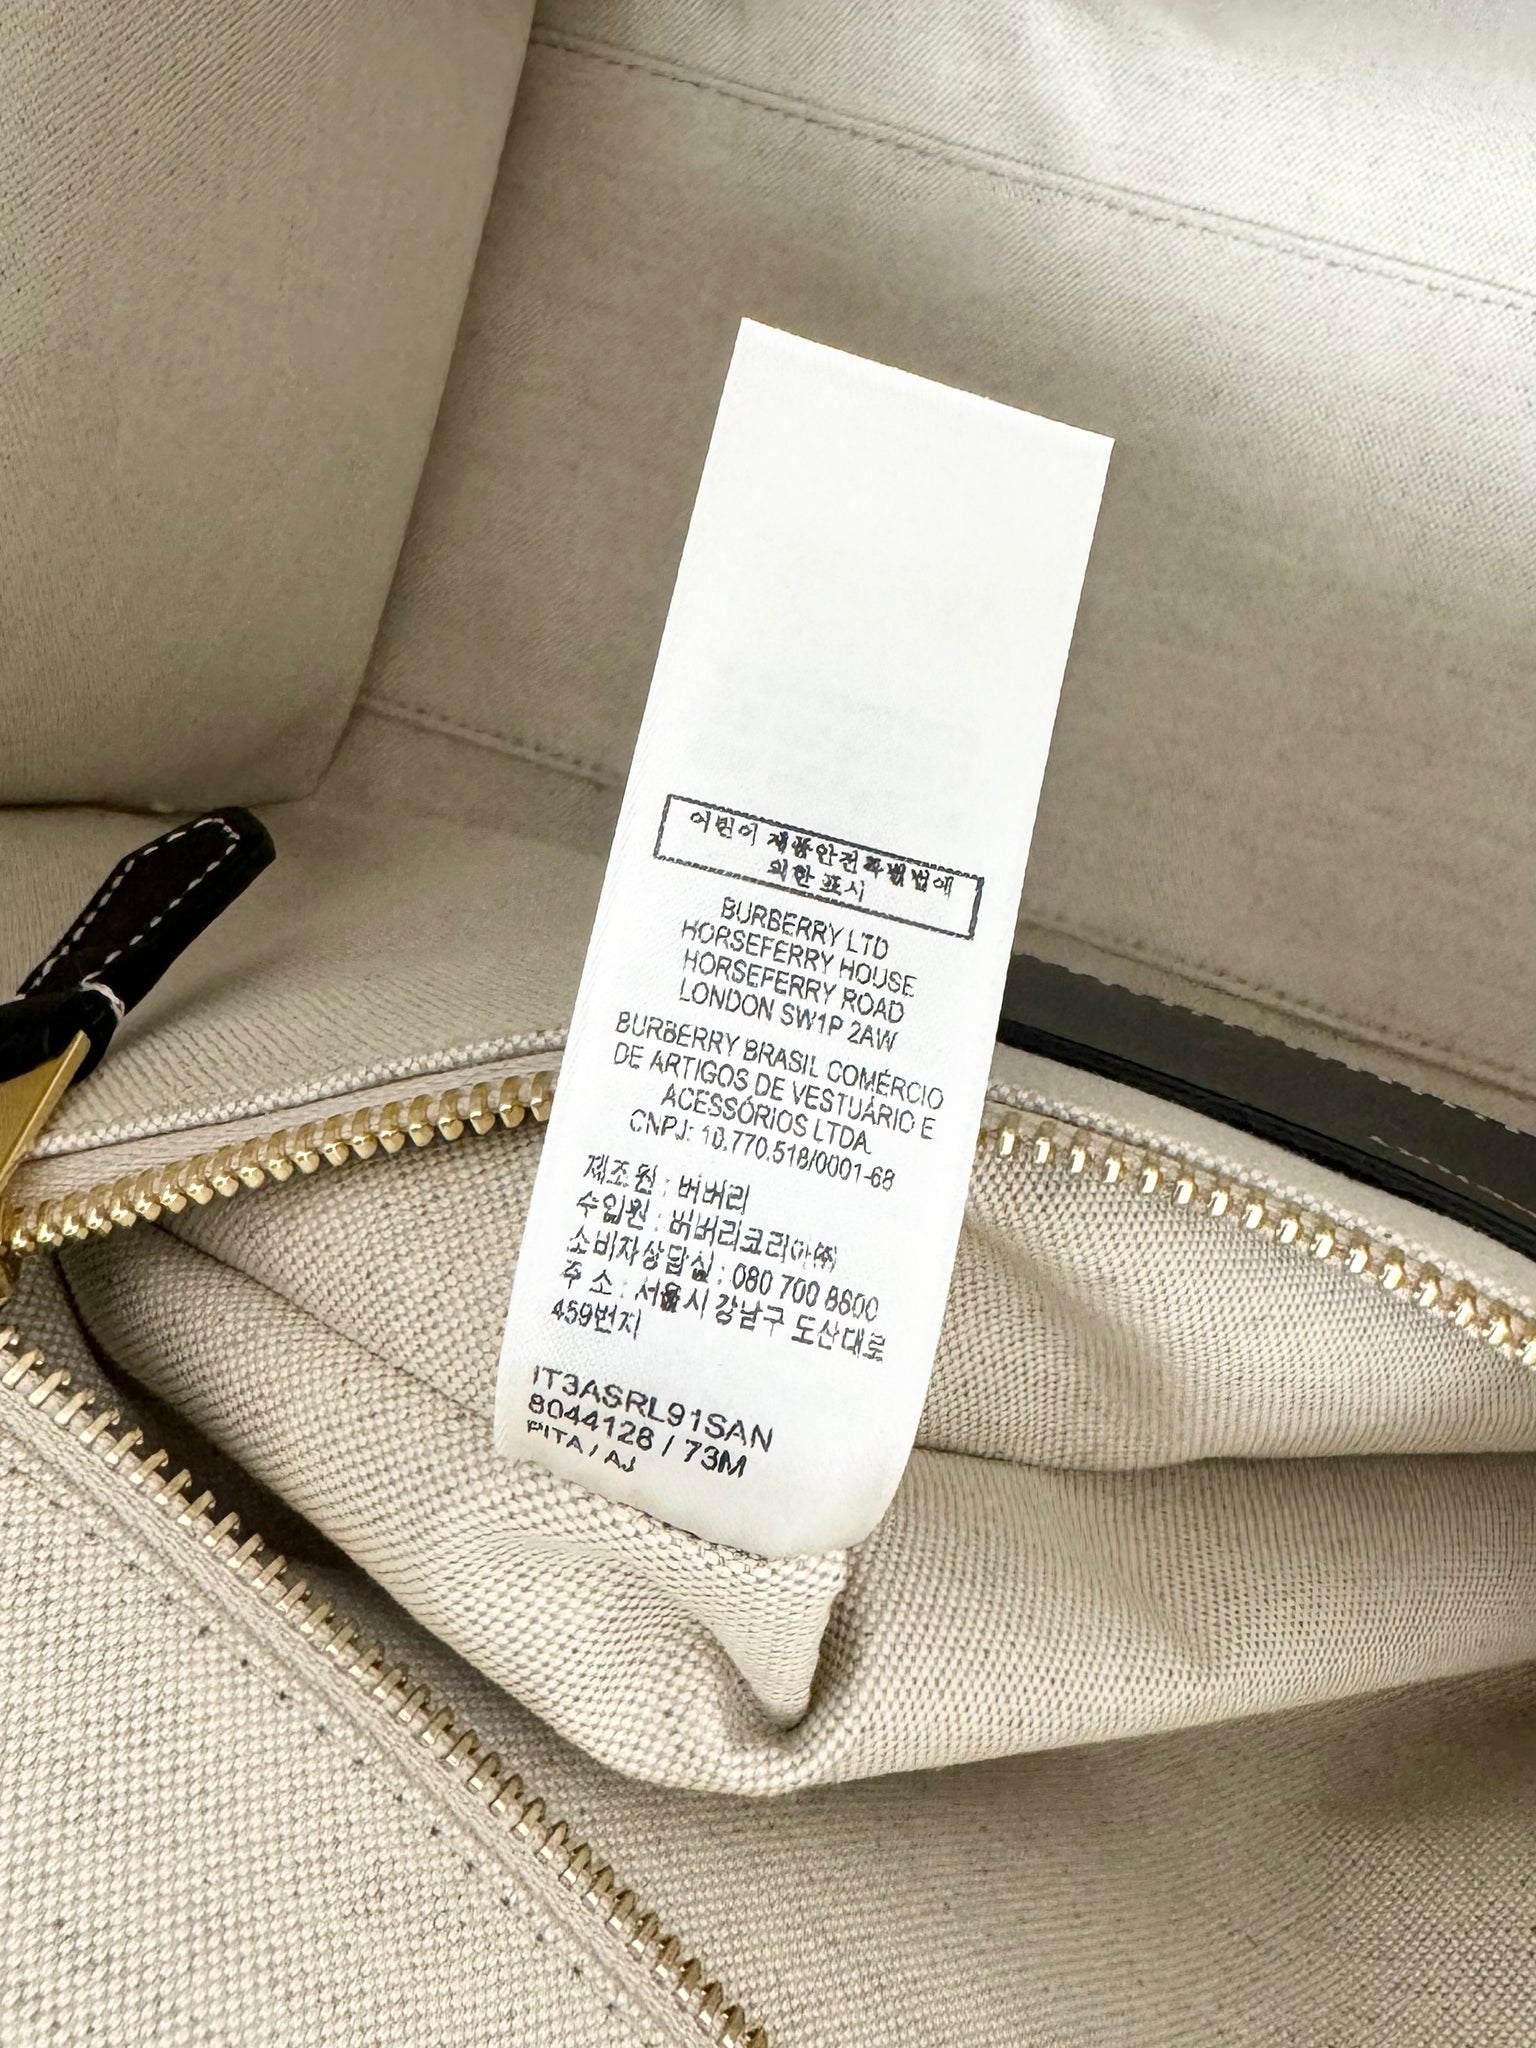 어린이 제품안전특별법에
의한 표시
BURBERRY LTD
HORSEFERRY HOUSE
HORSEFERRY ROAD
LONDON SW1P 2AW
BURBERRY BRASIL COMÉRCIO
DE ARTIGOS DE VESTUÁRIO E
ACESSÓRIOS LTDA.
CNPJ: 10.770.518/0001-68
제조원 : 버버리
수입원 : 버버리코리아㈜
소비자상담실 : 080 700 8600
주 소 : 서울시 강남구 도산대로
459번지
IT3ASRL91SAN
8044128 / 73M
PITA / AJ